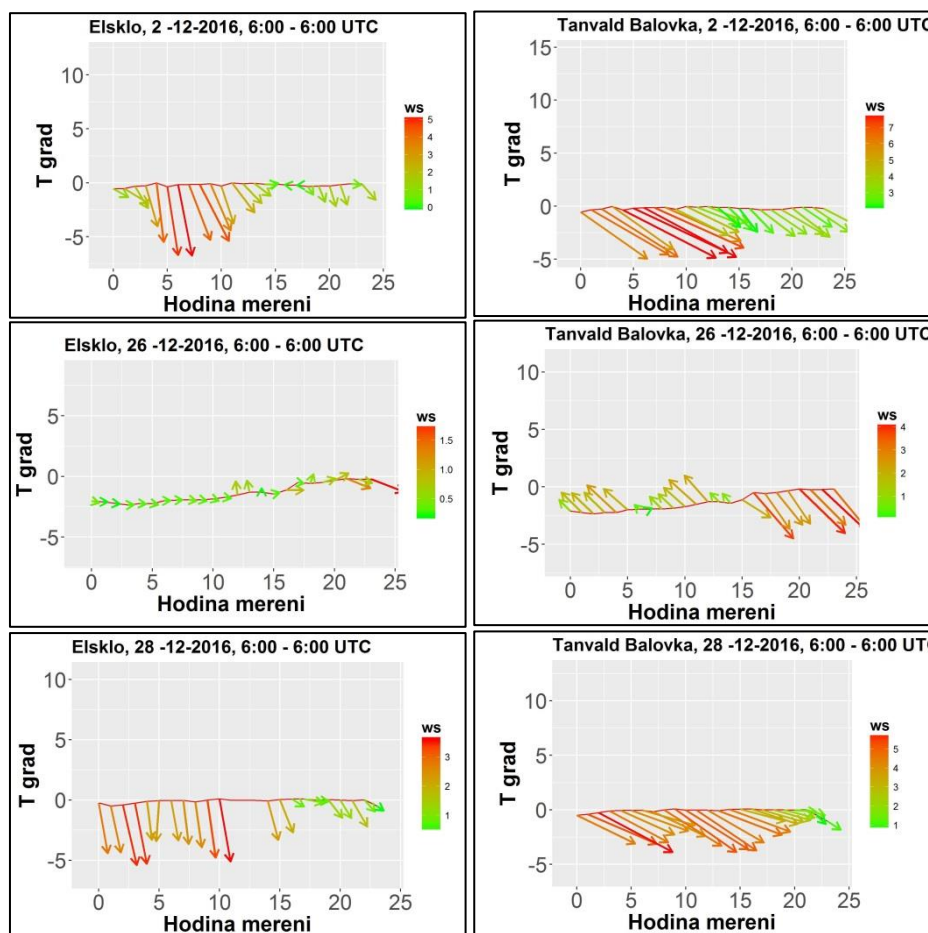 Elsklo, 2 -12-2016, 6:00 - 6:00 UTC
T grad
10
5
0
-5
0 5 10 15 20 25
Hodina mereni
ws
5
4
3
2
1
0
Tanvald Balovka, 2 -12-2016, 6:00 - 6:00 UTC
T grad
15
10
5
0
-5
0 5 10 15 20 25
Hodina mereni
ws
7
6
5
4
3
Elsklo, 26 -12-2016, 6:00 - 6:00 UTC
T grad
5
0
-5
0 5 10 15 20 25
Hodina mereni
ws
1.5
1.0
0.5
Tanvald Balovka, 26 -12-2016, 6:00 - 6:00 UTC
T grad
10
5
0
-5
0 5 10 15 20 25
Hodina mereni
ws
4
3
2
1
Elsklo, 28 -12-2016, 6:00 - 6:00 UTC
T grad
10
5
0
-5
0 5 10 15 20 25
Hodina mereni
ws
3
2
1
Tanvald Balovka, 28 -12-2016, 6:00 - 6:00 UTC
T grad
10
5
0
-5
0 5 10 15 20 25
Hodina mereni
ws
5
4
3
2
1